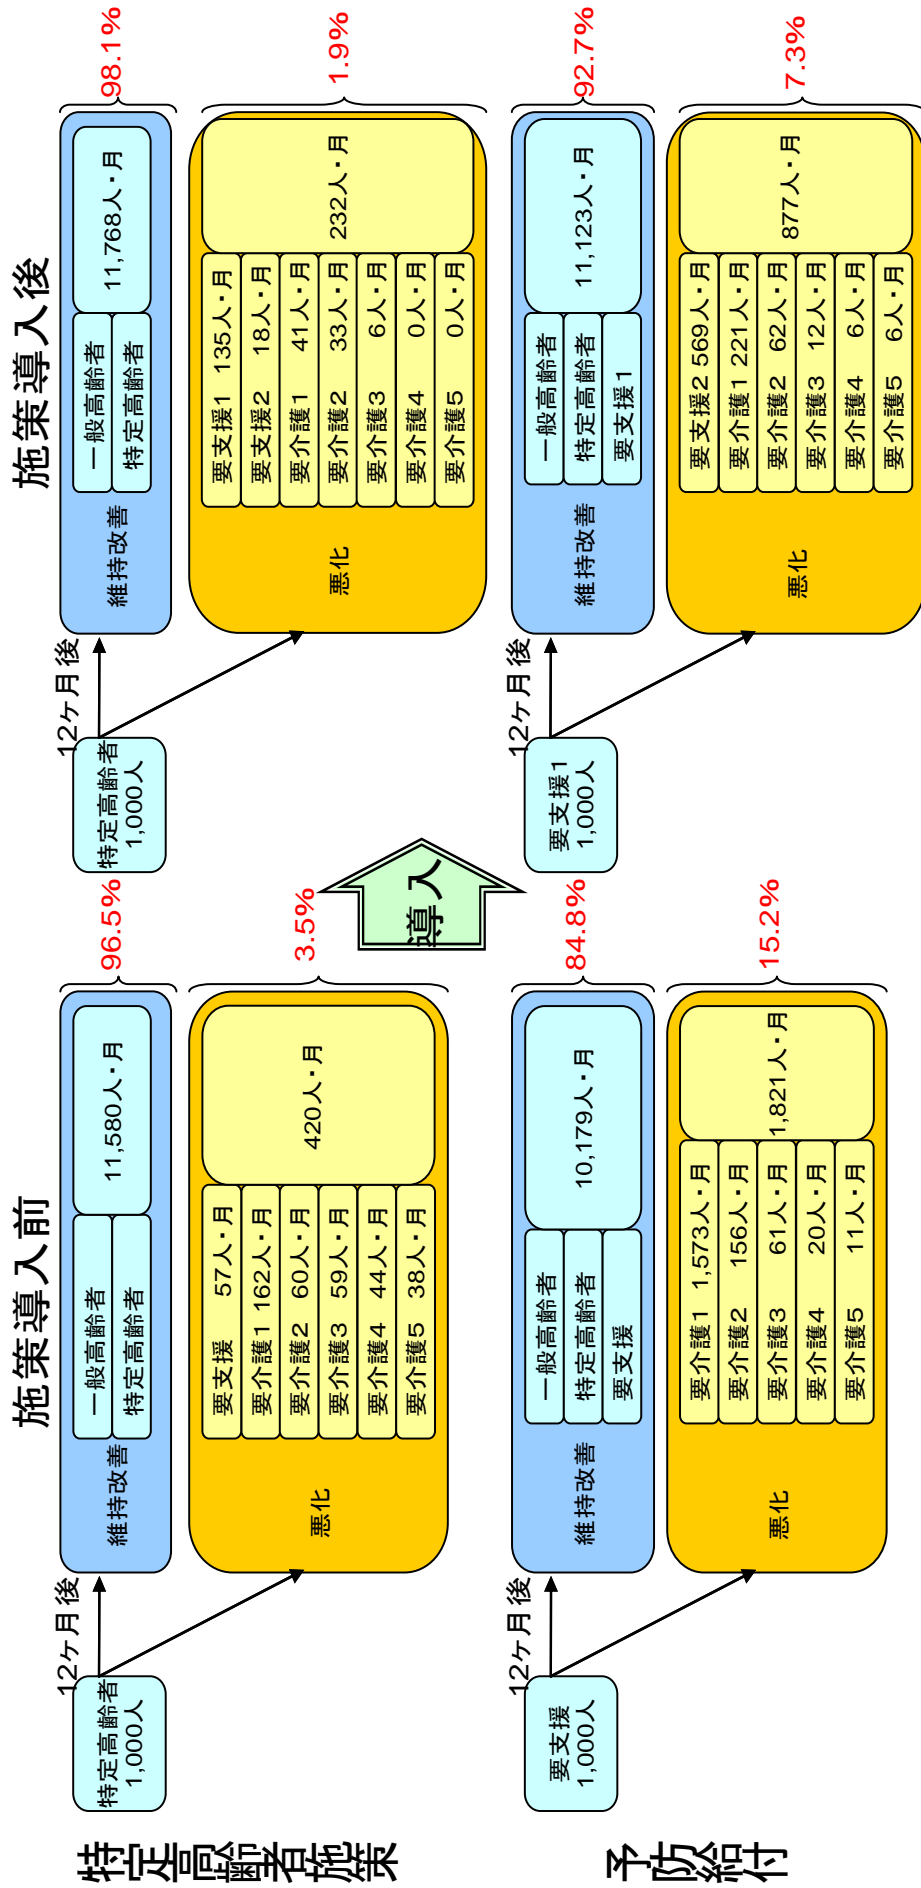 施策導入前
施策導入後
特定高齢者施策
特定高齢者
1,000人
12ヶ月後
維持改善
一般高齢者
特定高齢者
11,580人・月
96.5%
悪化
要支援 57人・月
要介護1 162人・月
要介護2 60人・月
要介護3 59人・月
要介護4 44人・月
要介護5 38人・月
420人・月
3.5%
導入
特定高齢者
1,000人
12ヶ月後
維持改善
一般高齢者
特定高齢者
11,768人・月
98.1%
悪化
要支援1 135人・月
要支援2 18人・月
要介護1 41人・月
要介護2 33人・月
要介護3 6人・月
要介護4 0人・月
要介護5 0人・月
232人・月
1.9%
予防給付
要支援
1,000人
12ヶ月後
維持改善
一般高齢者
特定高齢者
要支援
10,179人・月
84.8%
悪化
要介護1 1,573人・月
要介護2 156人・月
要介護3 61人・月
要介護4 20人・月
要介護5 11人・月
1,821人・月
15.2%
要支援1
1,000人
12ヶ月後
維持改善
一般高齢者
特定高齢者
要支援1
11,123人・月
92.7%
悪化
要支援2 569人・月
要介護1 221人・月
要介護2 62人・月
要介護3 12人・月
要介護4 6人・月
要介護5 6人・月
877人・月
7.3%